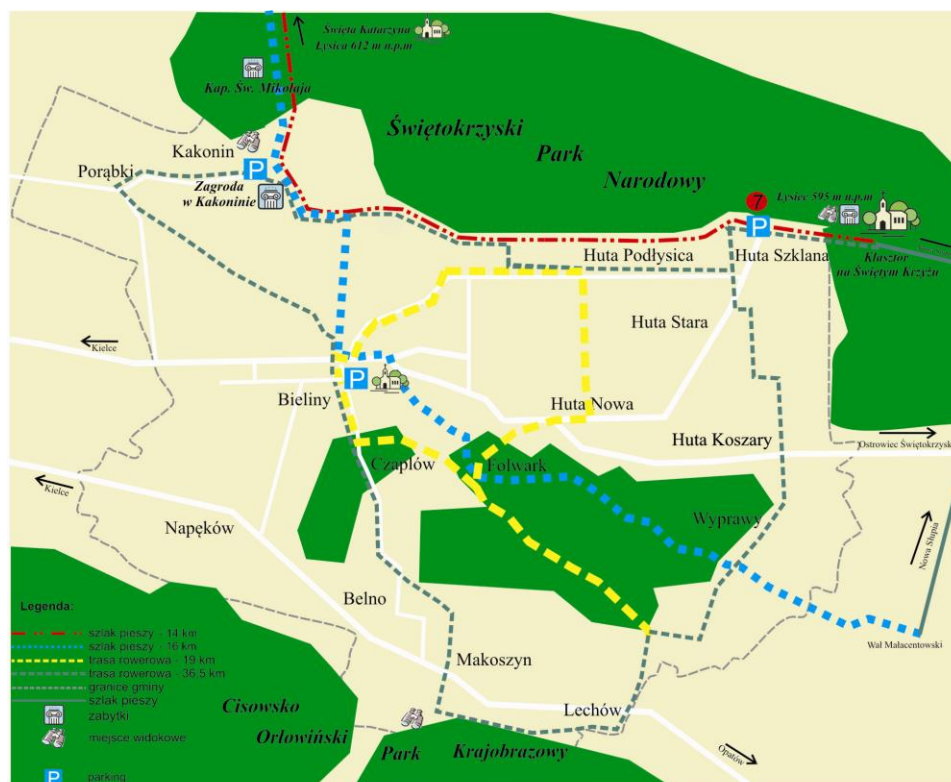 Święta Katarzyna
Łysica 612 m n.p.m
Kap. Św. Mikołaja
Świętokrzyski
Park
Narodowy
Kakonin
Porąbki
P
Zagroda
w Kakoninie
7
Łysiec 595 m n.p.m
P
Huta Podłysica
Huta Szklana
Klasztor
na Świętym Krzyżu
Huta Stara
Kielce
P
Bieliny
Huta Nowa
Huta Koszary
Ostrowiec Świętokrzysk
Czaplów
Folwark
Kielce
Napęków
Wyprawy
Nowa Słupia
Belno
Wał Małacentowski
Makoszyn
Lechów
Opatów
Cisowsko
Orłowiński
Park
Krajobrazowy
Legenda:
szlak pieszy - 14 km
szlak pieszy - 16 km
trasa rowerowa - 19 km
trasa rowerowa - 36,5 km
granice gminy
szlak pieszy
zabytki
miejsce widokowe
P parking